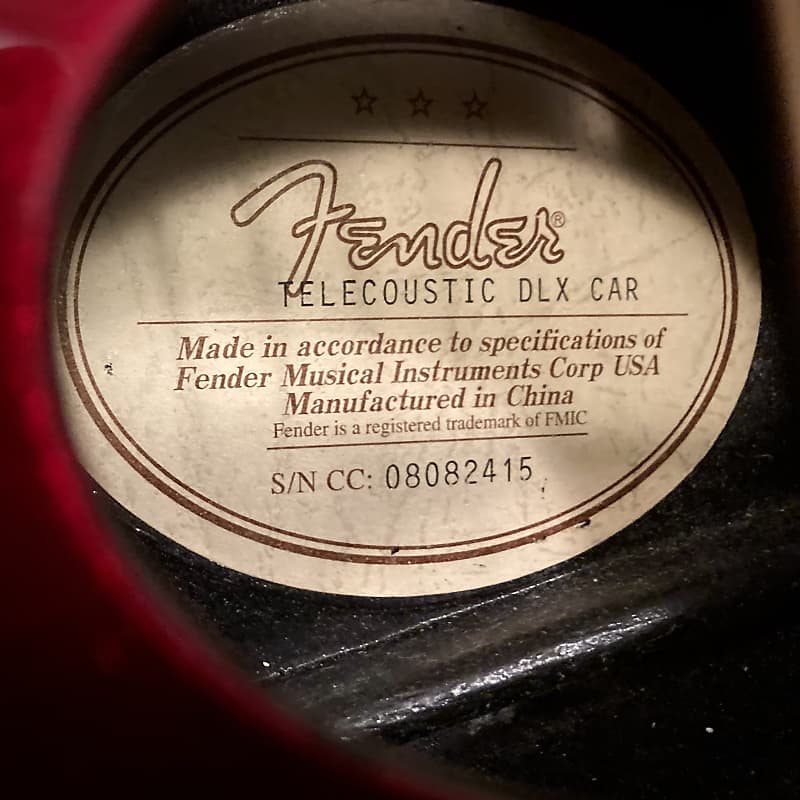 Fender®
TELECOUSTIC DLX CAR
Made in accordance to specifications of
Fender Musical Instruments Corp USA
Manufactured in China
Fender is a registered trademark of FMIC
S/N CC: 08082415